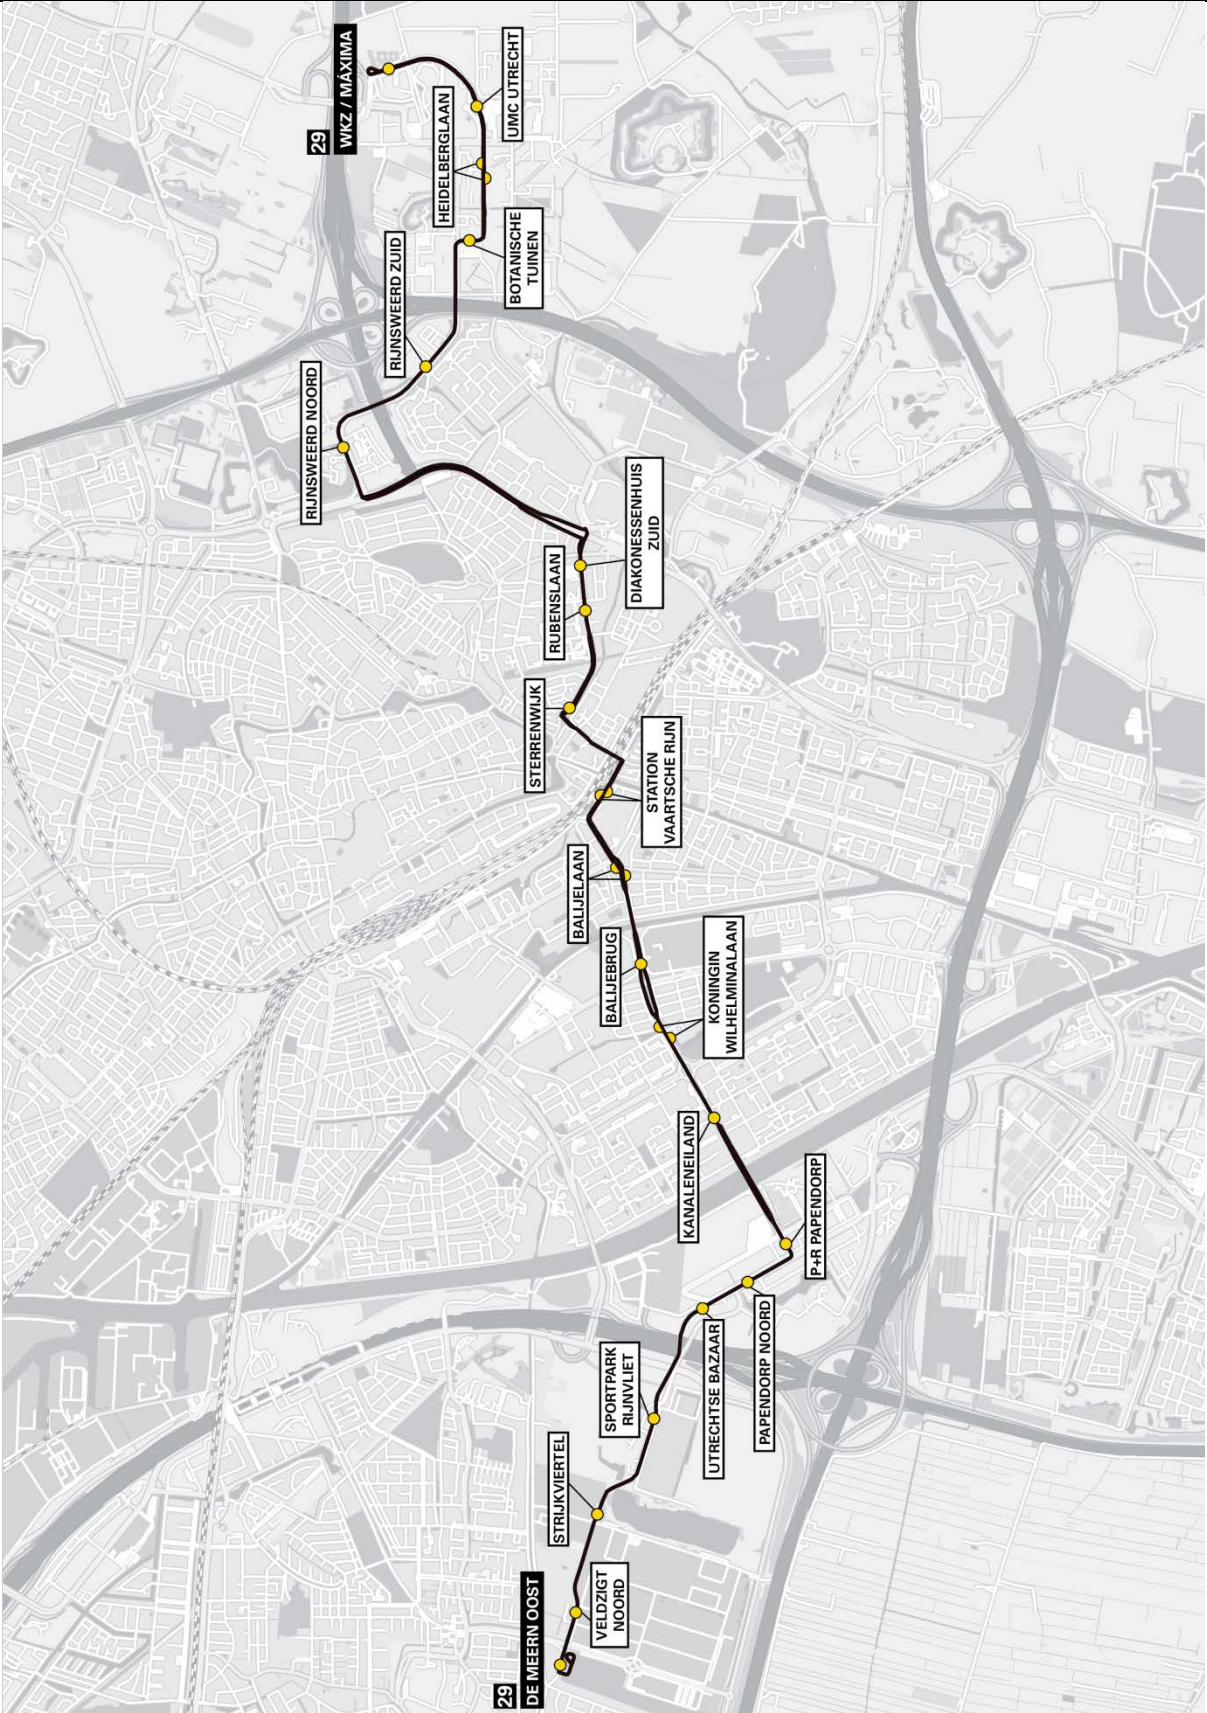 29
DE MEERN OOST
VELDZIGT
NOORD
STRIJKVIERTEL
SPORTPARK
RIJNVLIET
UTRECHTSE BAZAAR
PAPENDORP NOORD
P+R PAPENDORP
KANALENEILAND
KONINGIN
WILHELMINALAAN
BALIJEBRUG
BALIJELAAN
STATION
VAARTSCHE RIJN
STERRENWIJK
RUBENSLAAN
DIAKONESSENHUIS
ZUID
RIJNSWEERD NOORD
RIJNSWEERD ZUID
BOTANISCHE
TUINEN
HEIDELBERGLAAN
UMC UTRECHT
29
WKZ / MÁXIMA